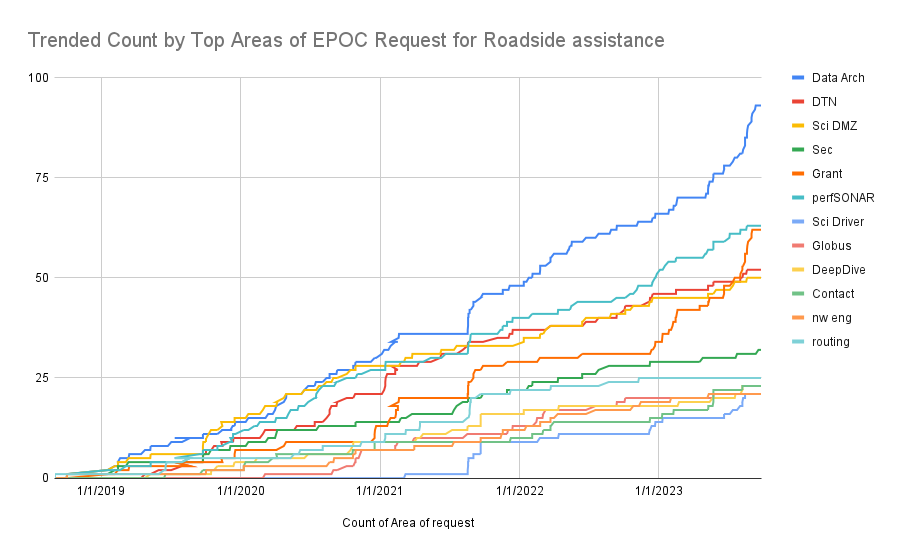 Trended Count by Top Areas of EPOC Request for Roadside assistance
100
75
50
25
0
1/1/2019
1/1/2020
1/1/2021
1/1/2022
1/1/2023
Count of Area of request
Data Arch
DTN
Sci DMZ
Sec
Grant
perfSONAR
Sci Driver
Globus
DeepDive
Contact
nw eng
routing